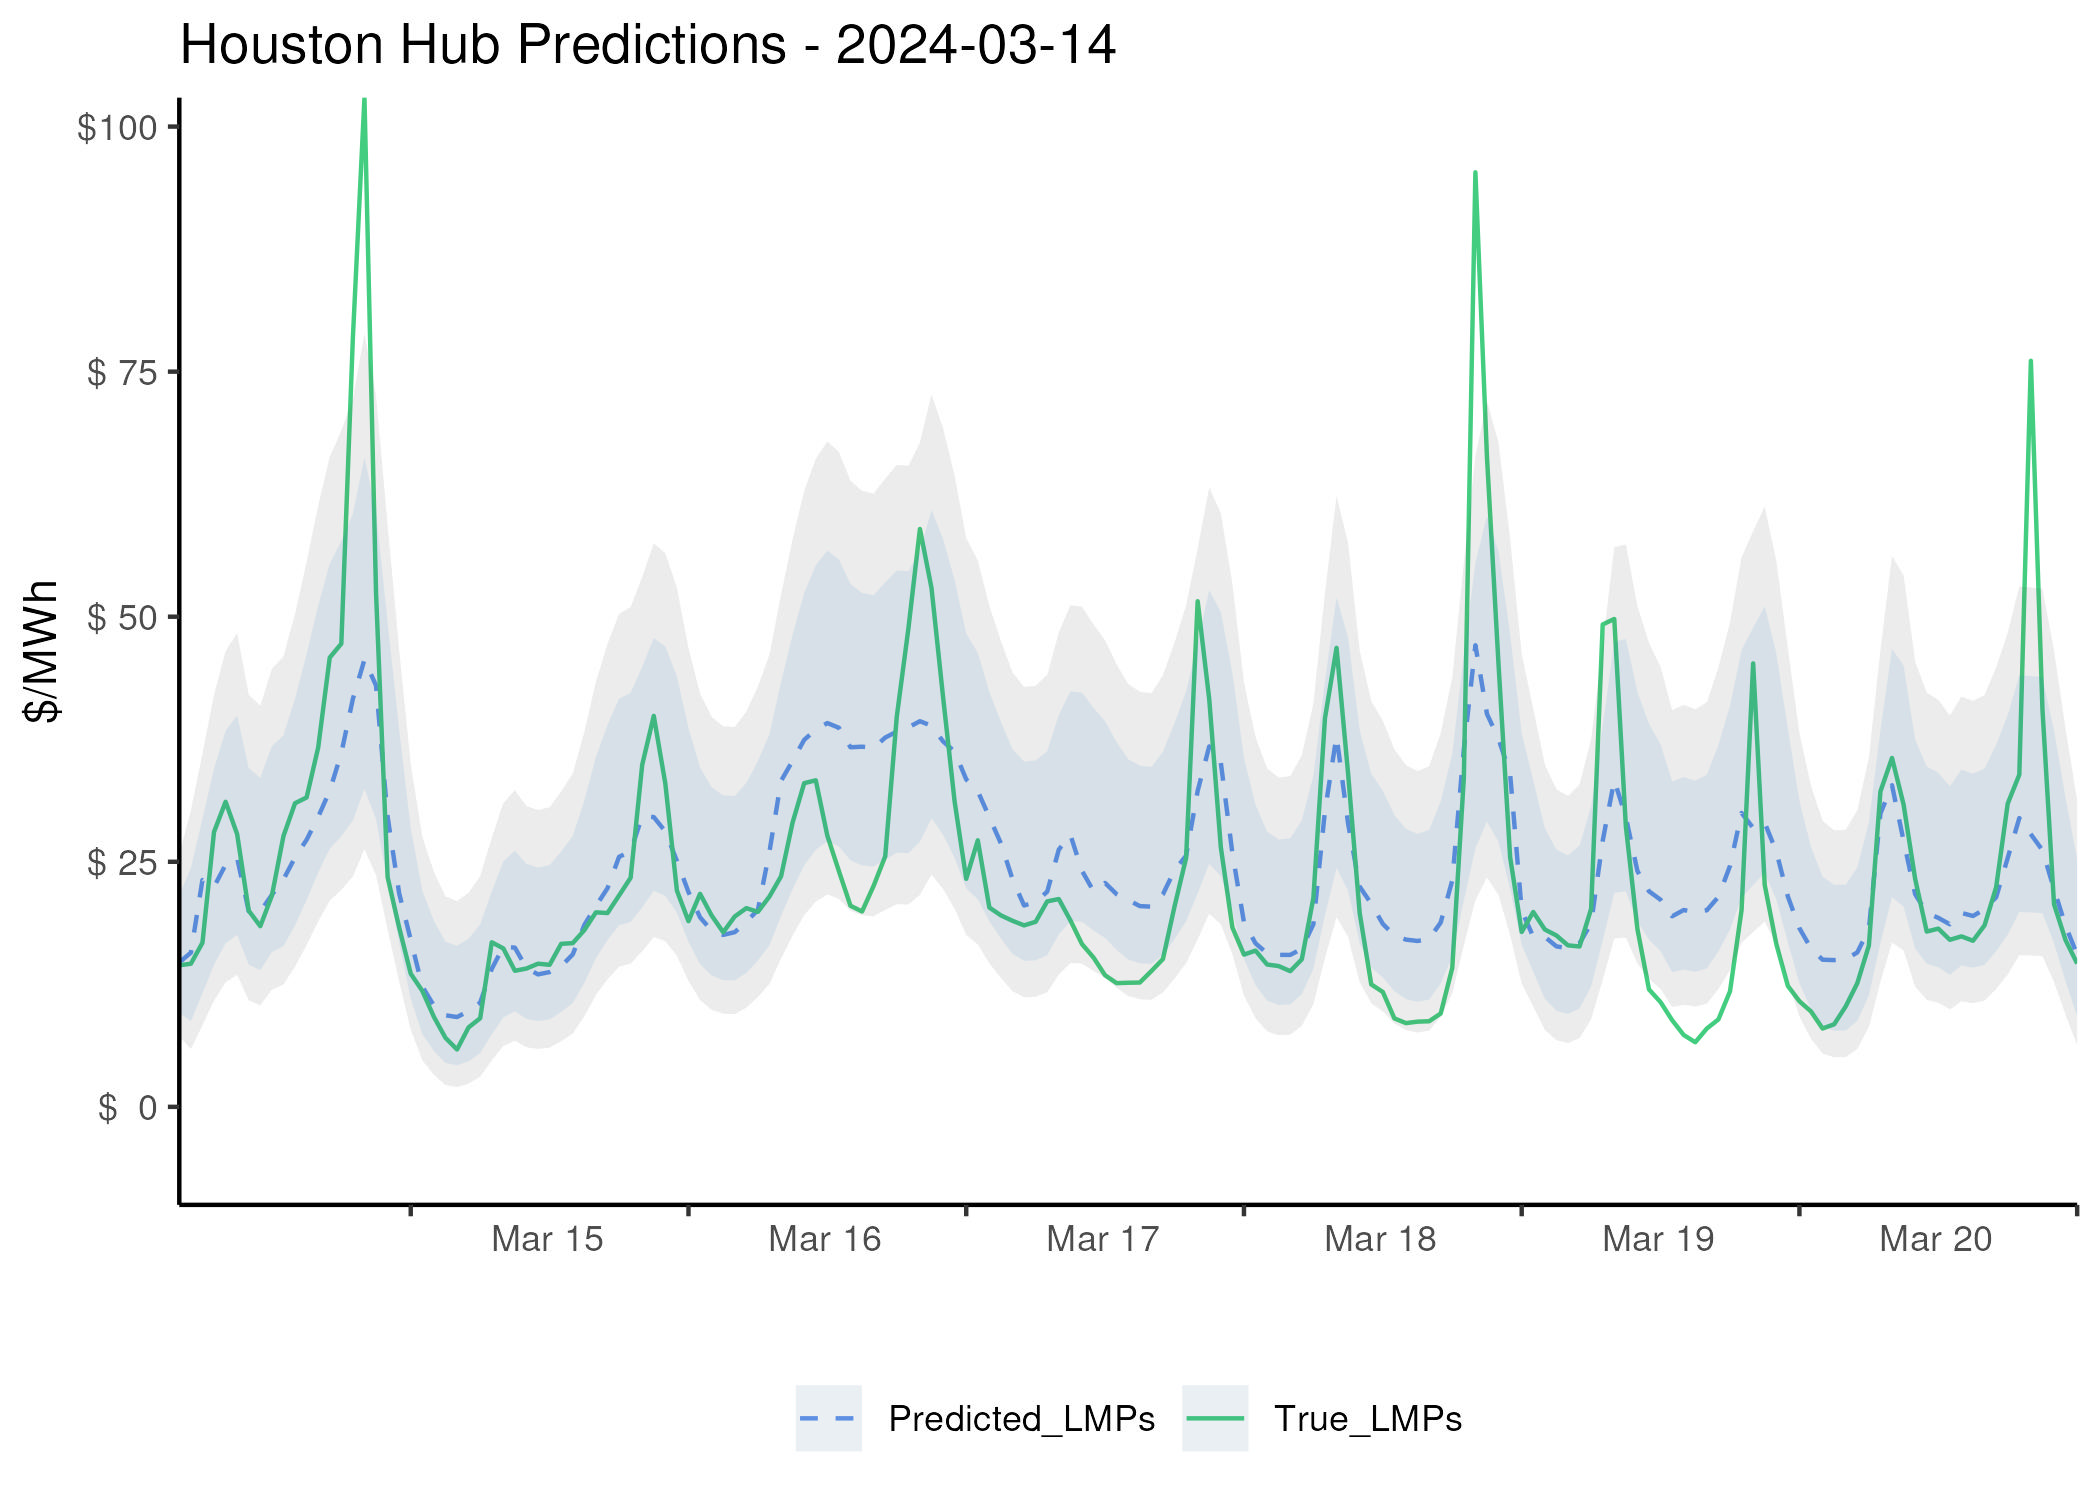 Houston Hub Predictions - 2024-03-14
$100
$ 75
$ 50
$ 25
$ 0
$/MWh
Mar 15
Mar 16
Mar 17
Mar 18
Mar 19
Mar 20
Predicted_LMPs
True_LMPs